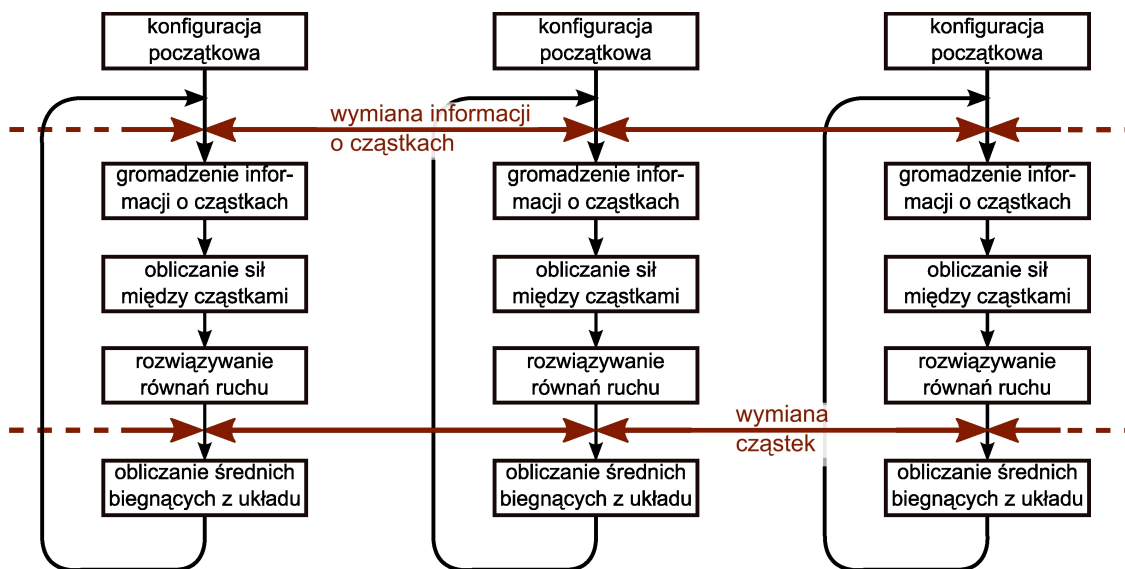 konfiguracja
początkowa
konfiguracja
początkowa
konfiguracja
początkowa
wymiana informacji
o cząstkach
gromadzenie infor-
macji o cząstkach
gromadzenie infor-
macji o cząstkach
gromadzenie infor-
macji o cząstkach
obliczanie sił
między cząstkami
obliczanie sił
między cząstkami
obliczanie sił
między cząstkami
rozwiązywanie
równań ruchu
rozwiązywanie
równań ruchu
rozwiązywanie
równań ruchu
wymiana
cząstek
obliczanie średnich
biegnących z układu
obliczanie średnich
biegnących z układu
obliczanie średnich
biegnących z układu